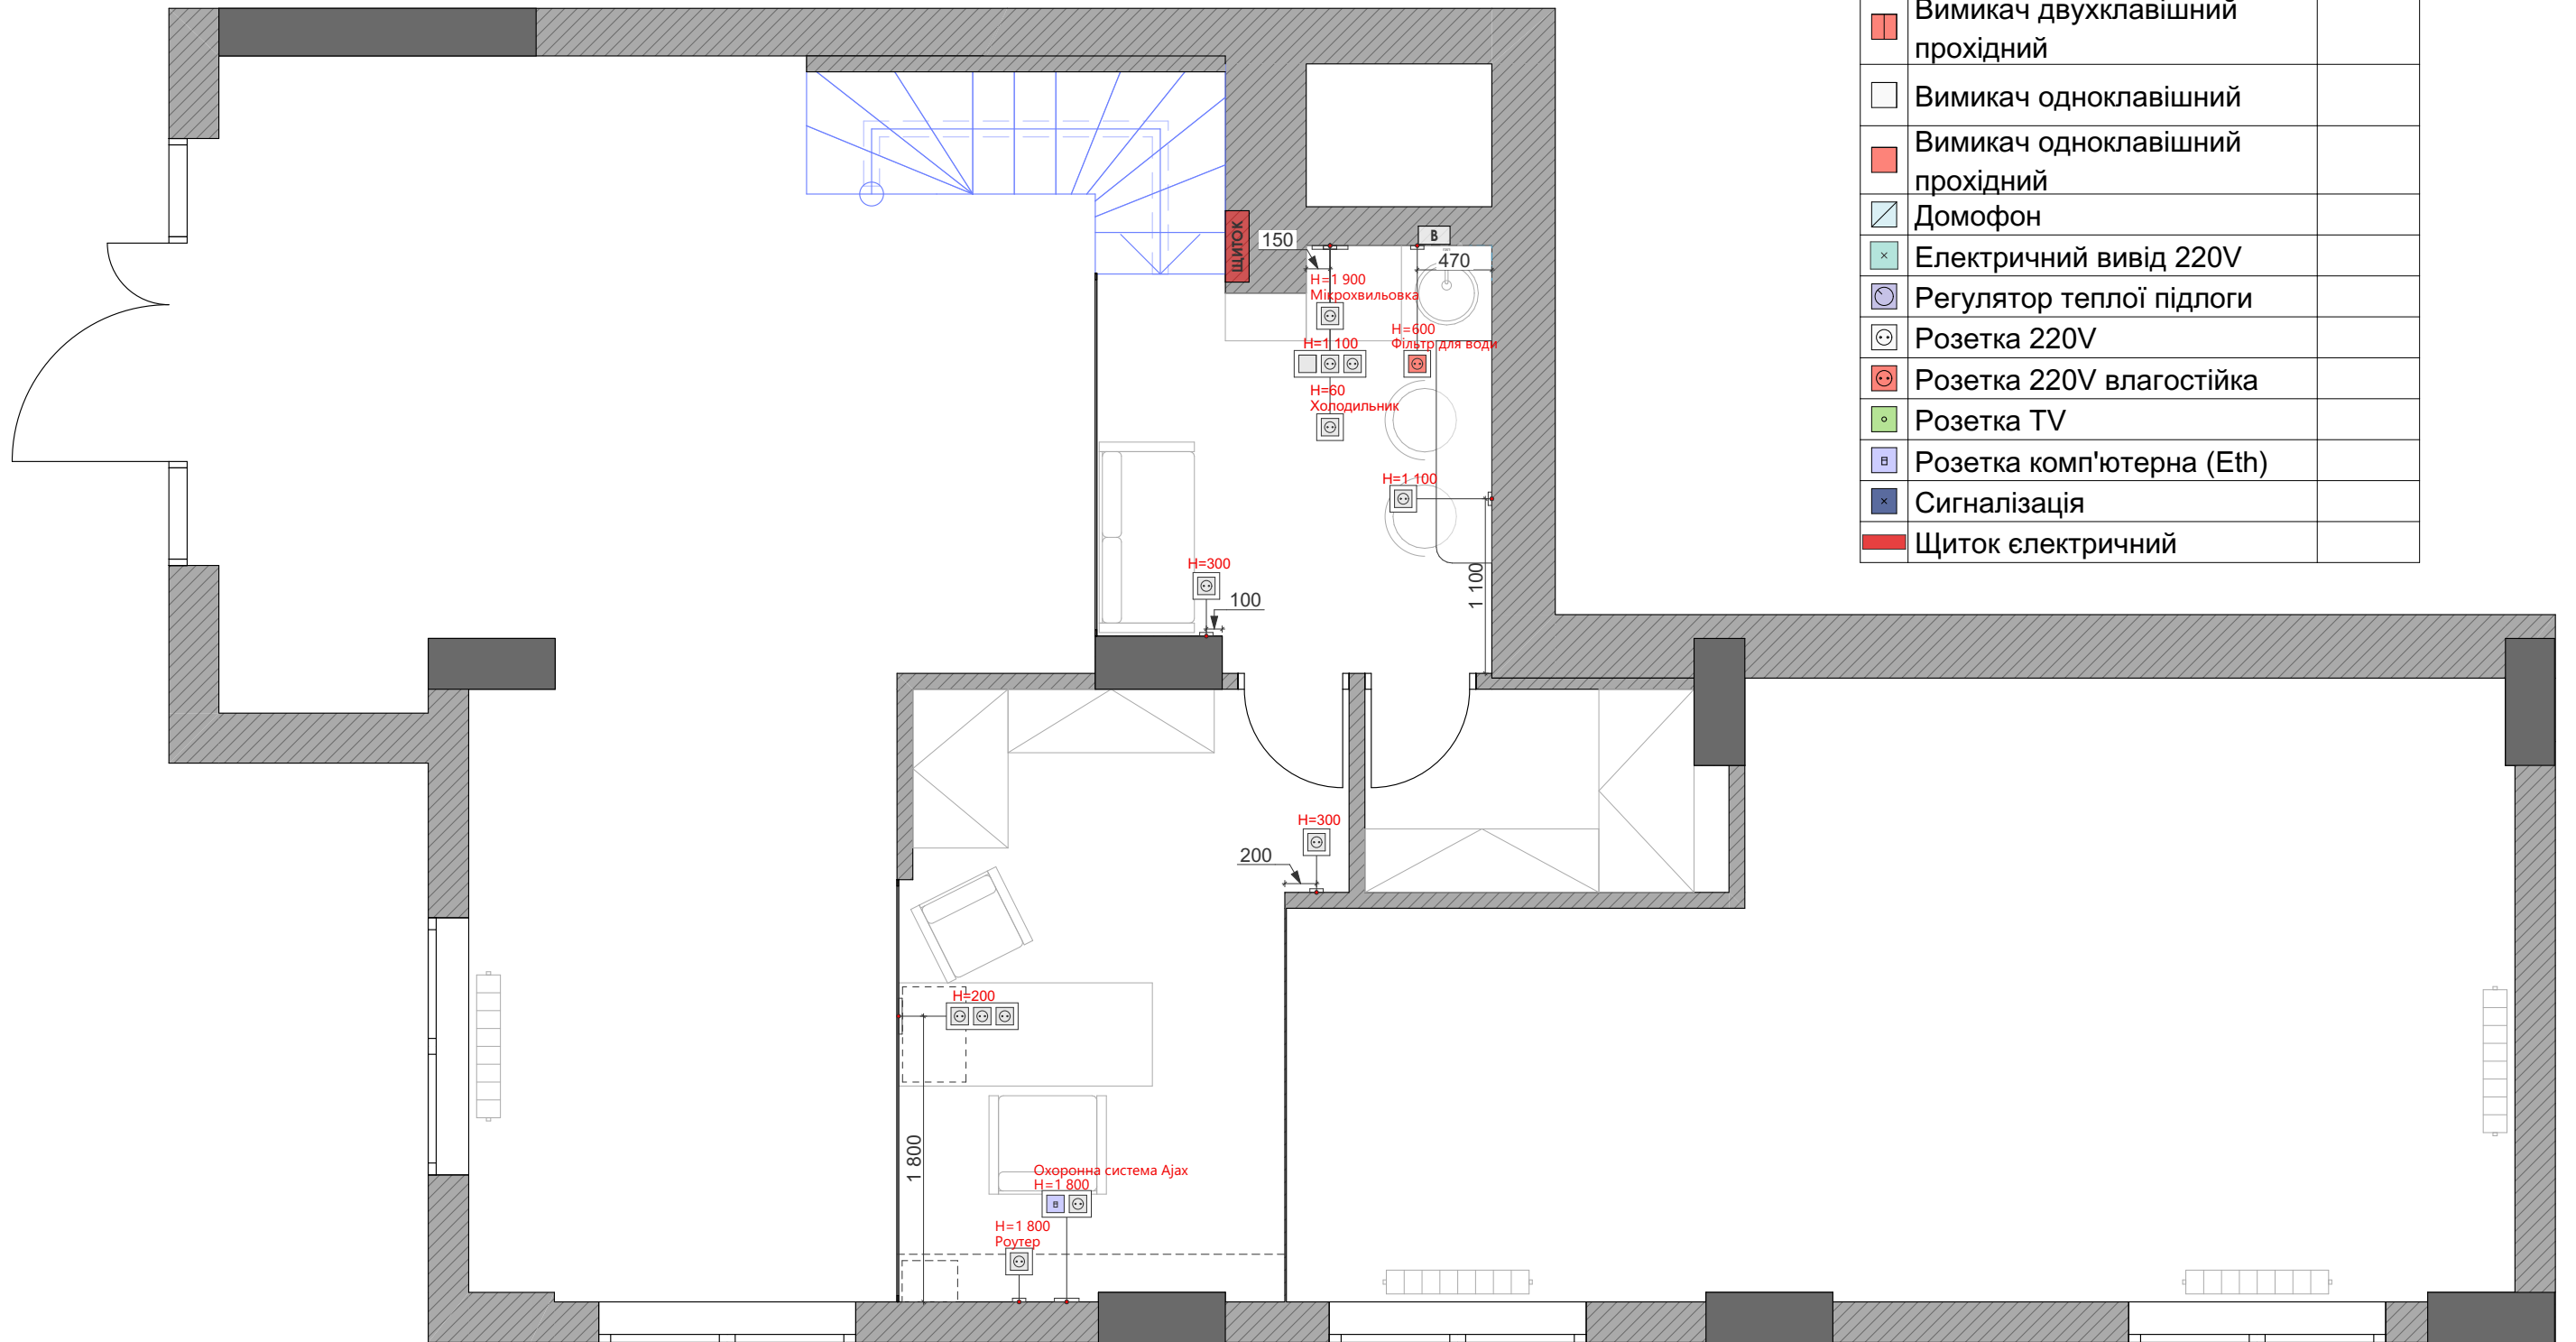 Вимикач двухклавішний
прохідний
Вимикач одноклавішний
Вимикач одноклавішний
прохідний
Домофон
Електричний вивід 220V
Регулятор теплої підлоги
Розетка 220V
Розетка 220V влагостійка
Розетка TV
Розетка комп'ютерна (Eth)
Сигналізація
Щиток єлектричний
ЩИТОК
150
В
470
H=1 900
Мікрохвильовка
H=600
Фільтр для води
H=1 100
H=60
Холодильник
H=1 100
H=300
100
1 100
H=300
200
H=200
1 800
Охоронна система Ajax
H=1 800
H=1 800
Роутер